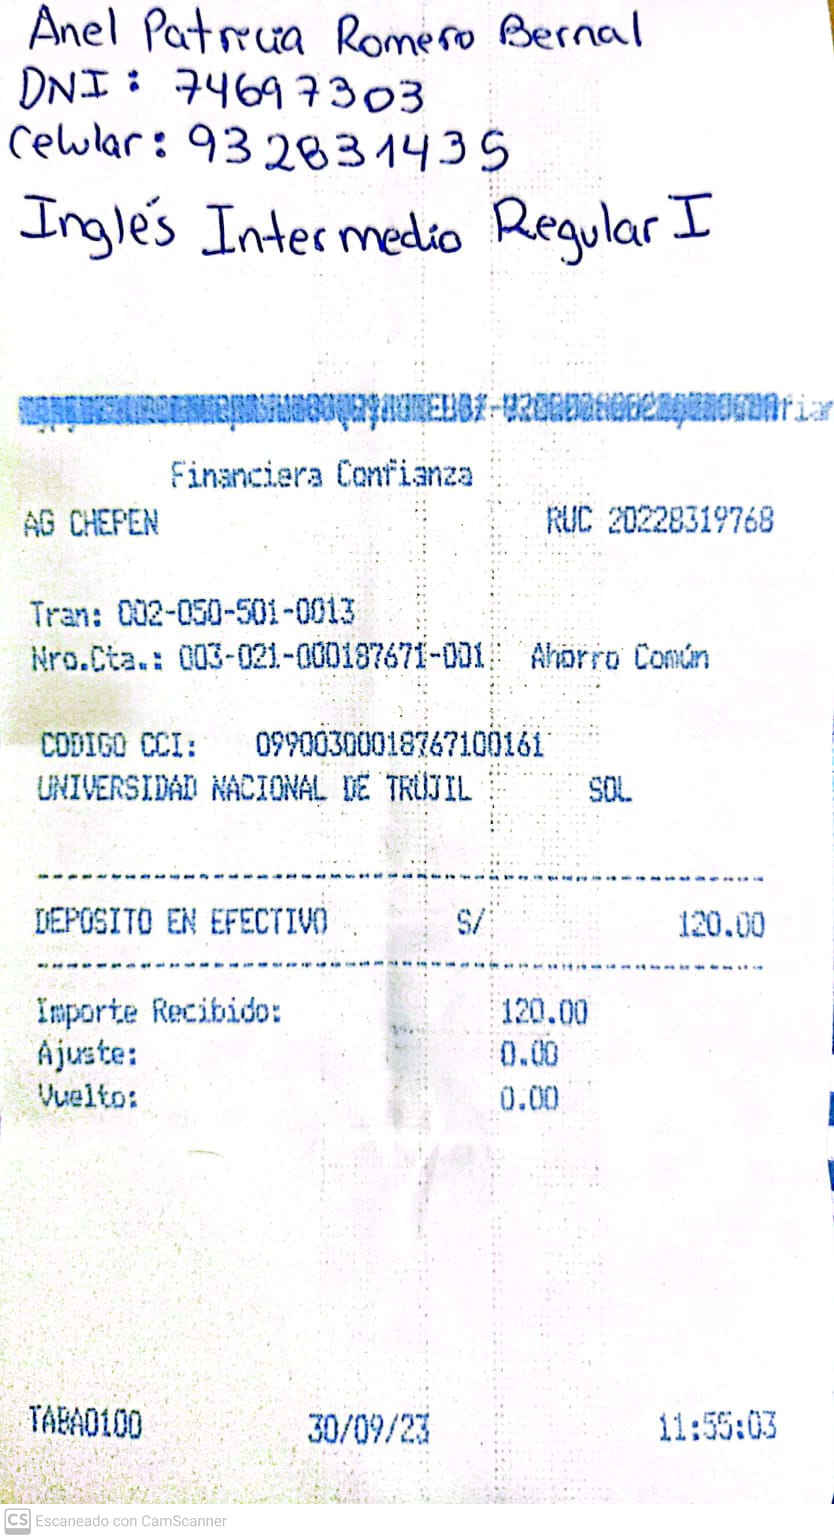 Anel Patricia Romero Bernal
DNI: 74697303
Celular: 932831435
Inglés Intermedio Regular I
Financiera Confianza
AG CHEPEN RUC 20228319768
Tran: 002-050-501-0013
Nro.Cta.: 003-021-000187671-001 Ahorro Común
CODIGO CCI: 09900300018767100161
UNIVERSIDAD NACIONAL DE TRUJIL SOL
DEPOSITO EN EFECTIVO S/ 120.00
Importe Recibido: 120.00
Ajuste: 0.00
Vuelto: 0.00
TABA0100 30/09/23 11:55:03
CS Escaneado con CamScanner